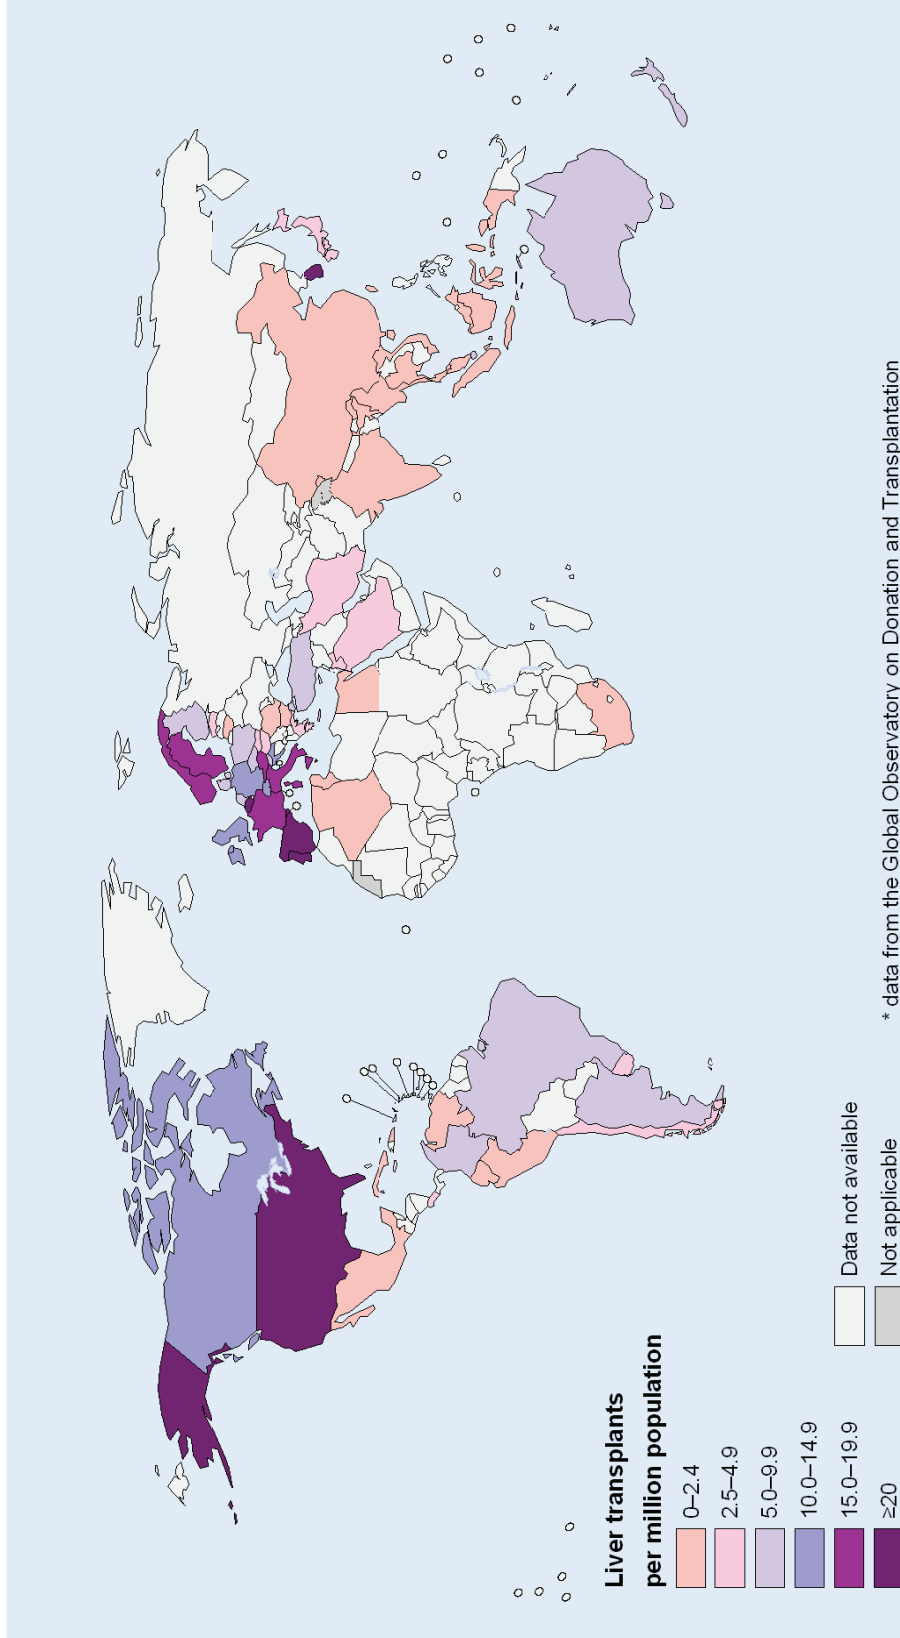 Liver transplants
per million population
0–2.4
2.5–4.9
5.0–9.9
10.0–14.9
15.0–19.9
≥20
Data not available
Not applicable
* data from the Global Observatory on Donation and Transplantation